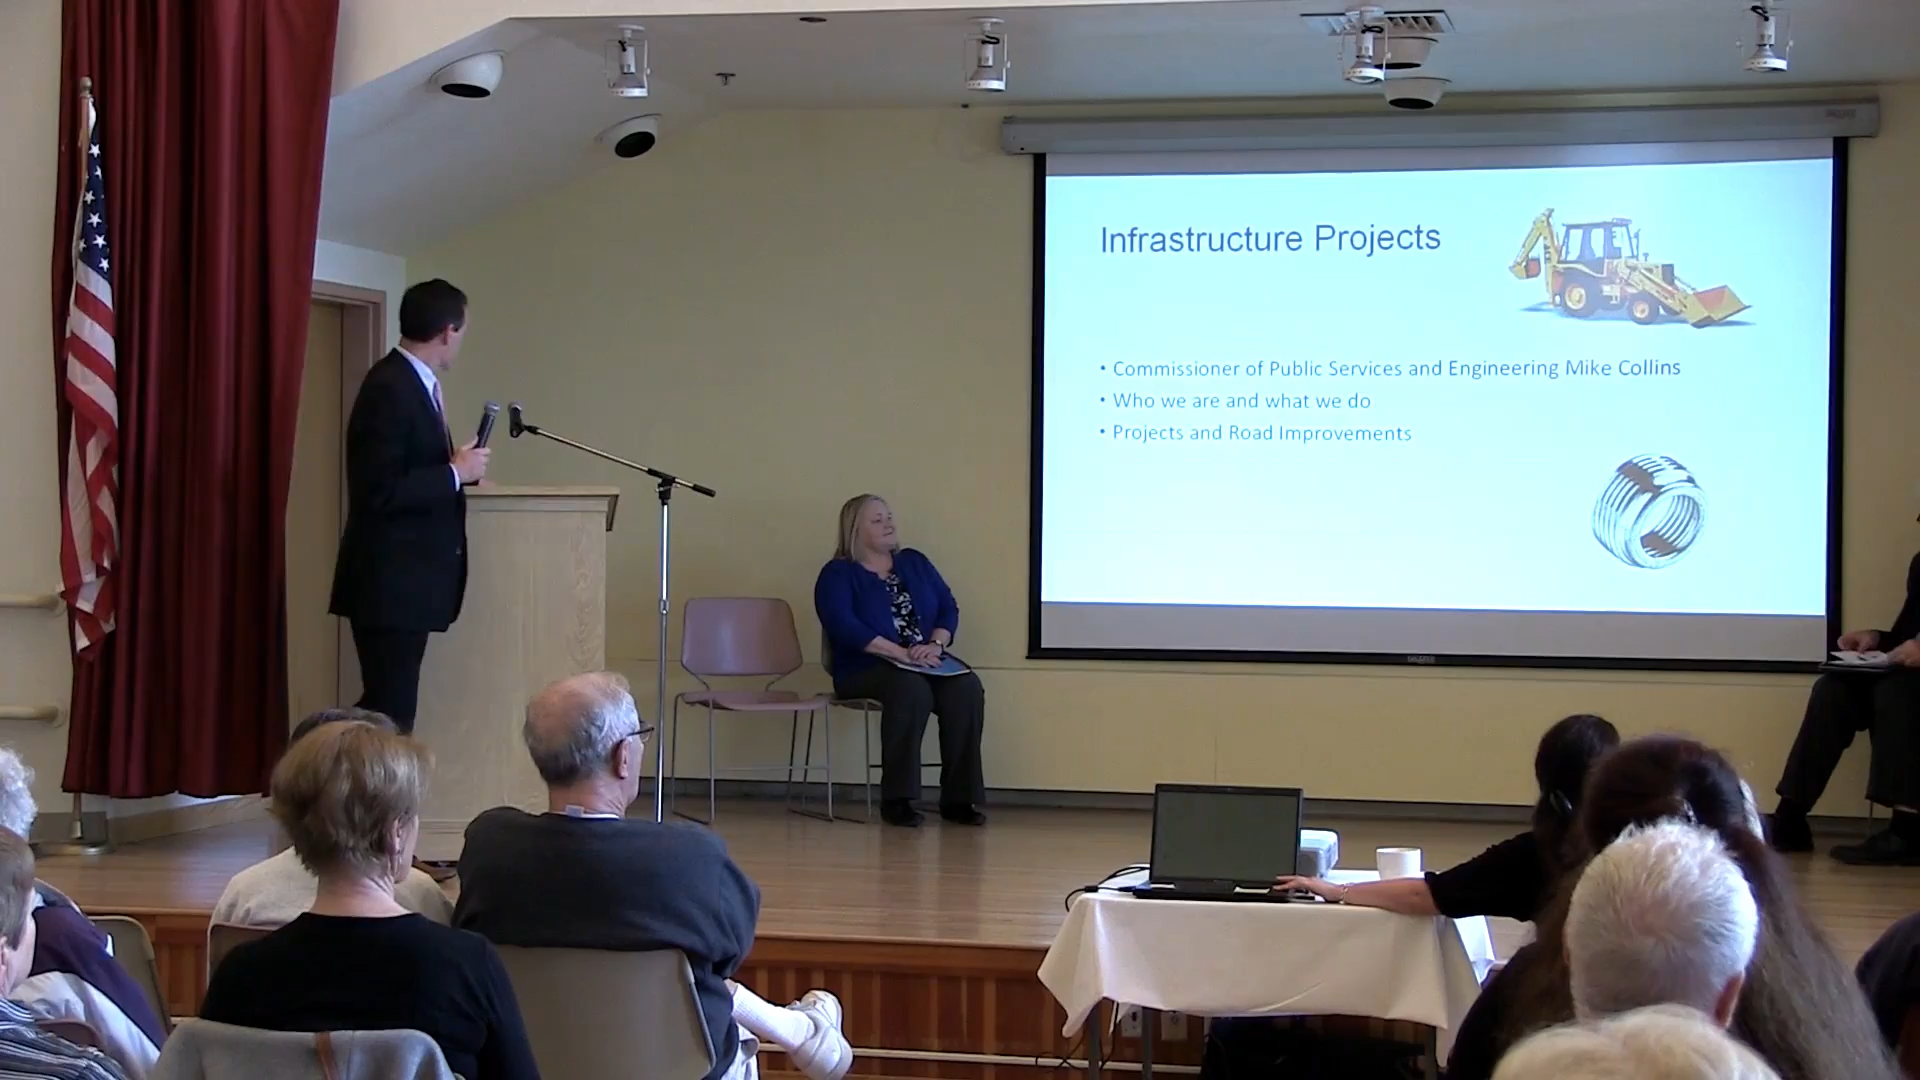 Infrastructure Projects
• Commissioner of Public Services and Engineering Mike Collins
• Who we are and what we do
• Projects and Road Improvements